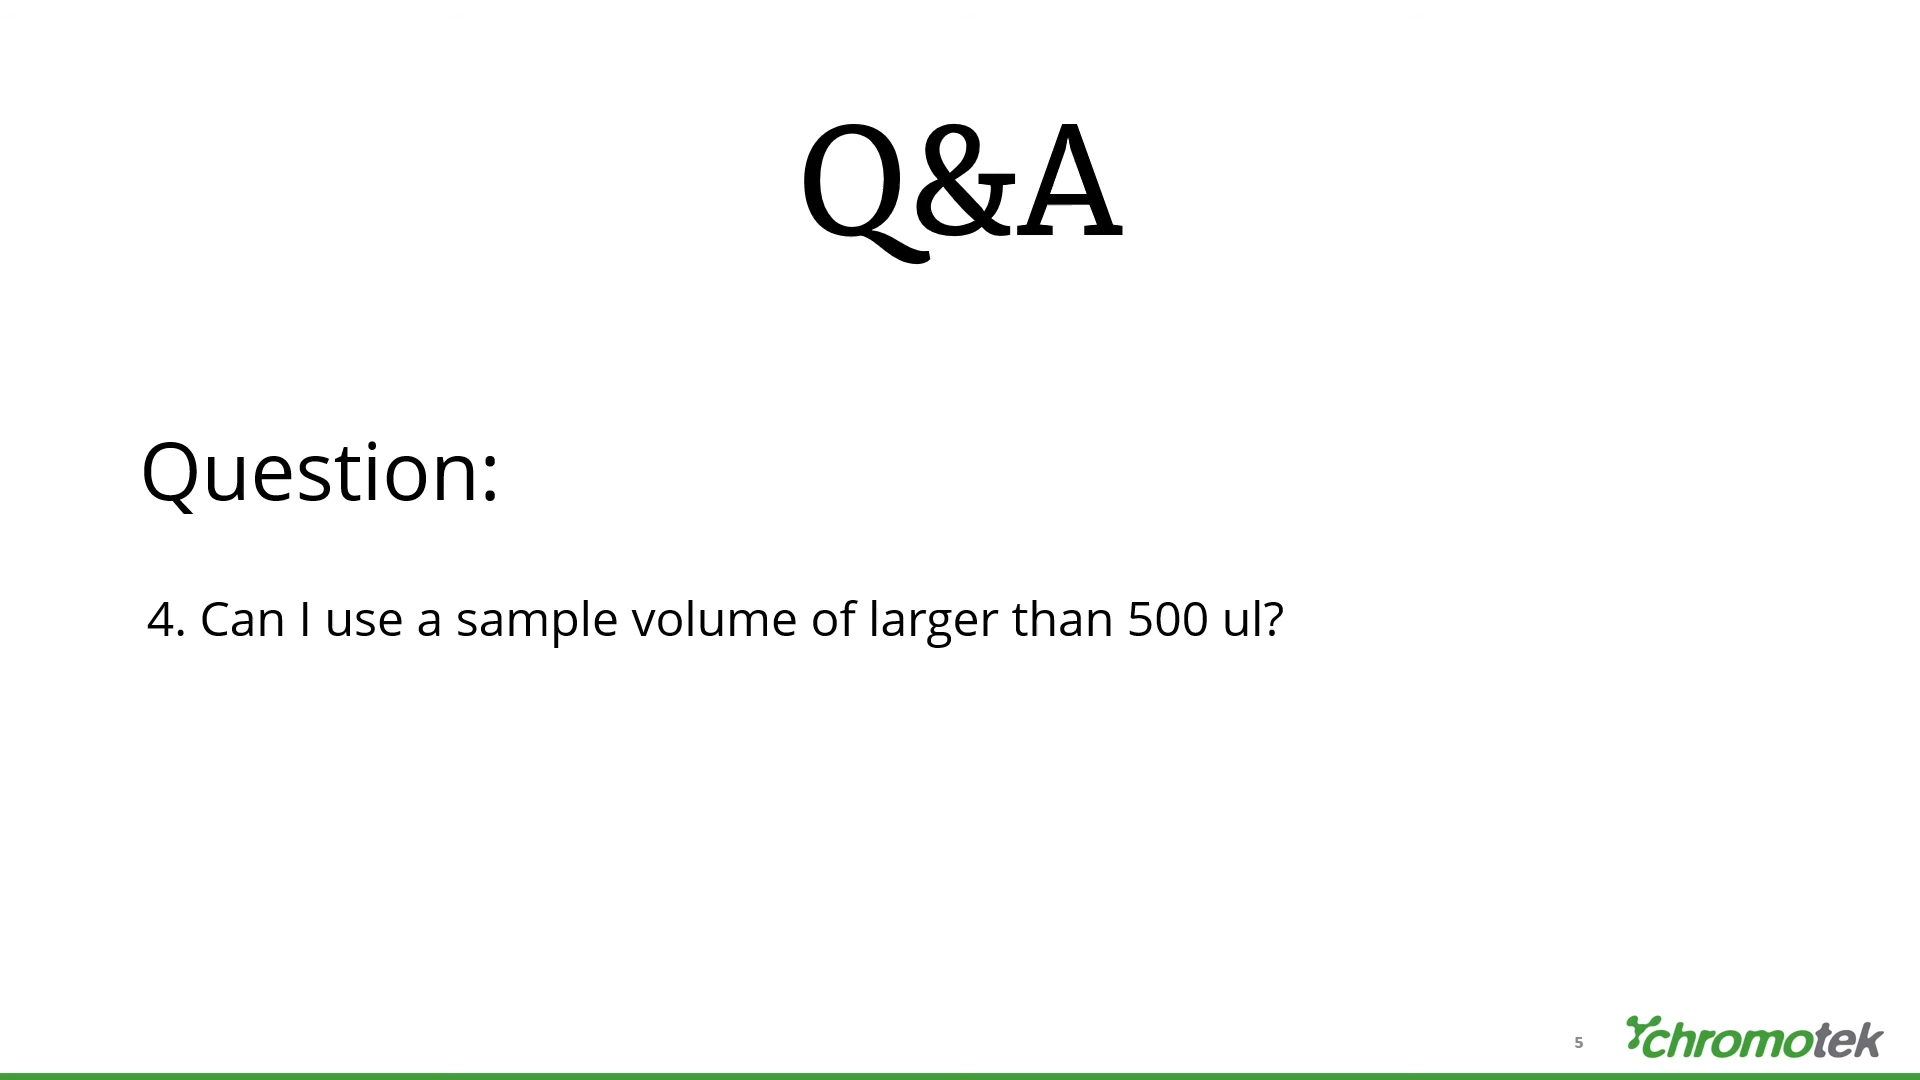 Q&A
Question:
4. Can I use a sample volume of larger than 500 ul?
5
chromotek